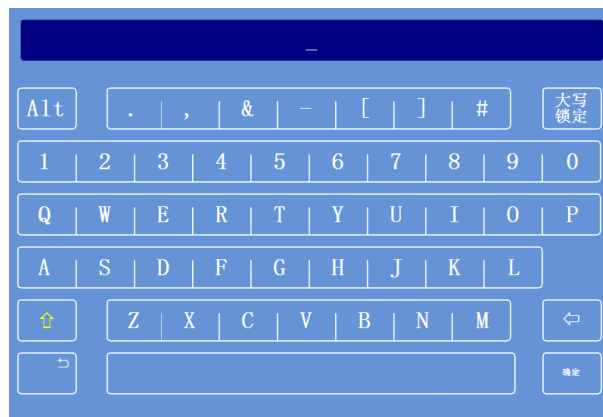 _
Alt . , & - [ ] # 大写锁定
1 2 3 4 5 6 7 8 9 0
Q W E R T Y U I O P
A S D F G H J K L
Z X C V B N M
确定